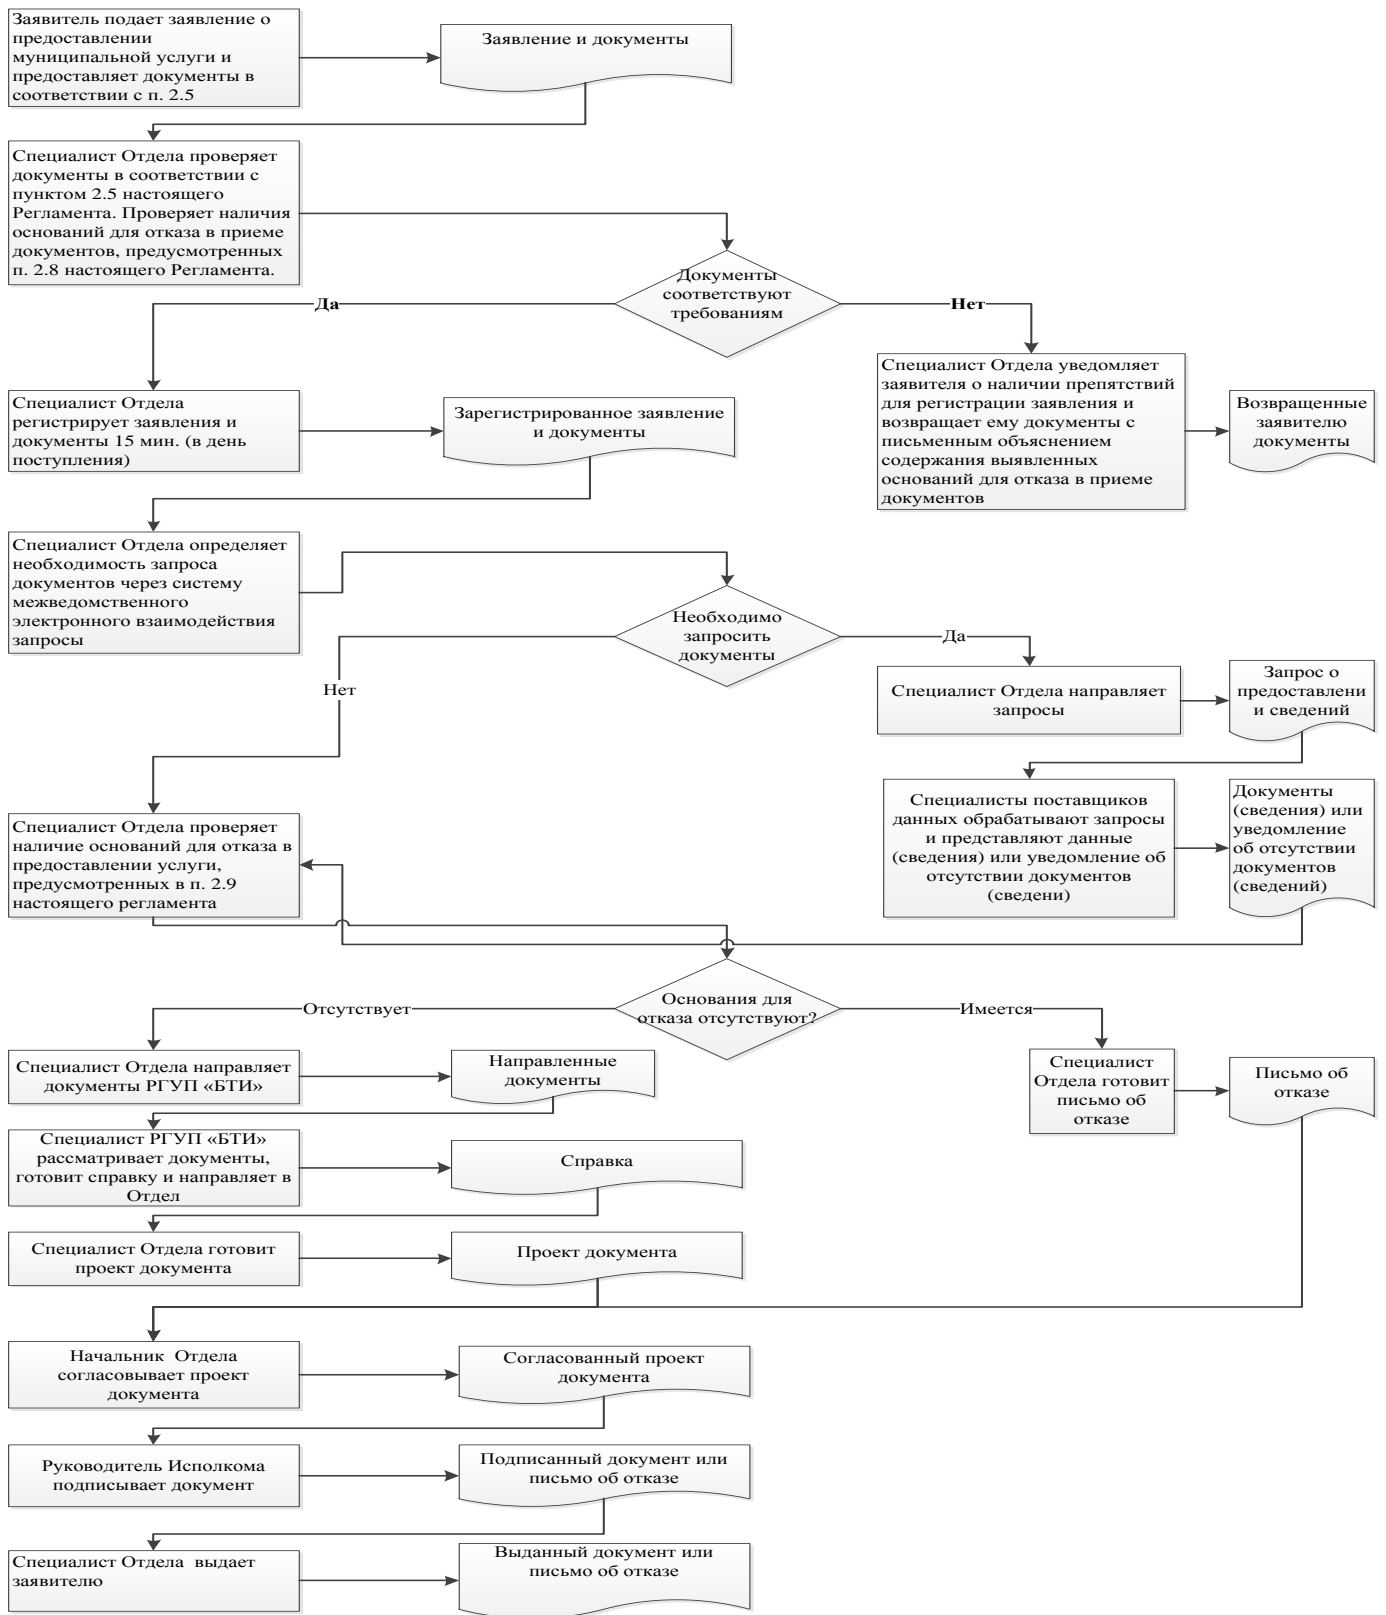 Заявитель подает заявление о
предоставлении
муниципальной услуги и
предоставляет документы в
соответствии с п. 2.5
Заявление и документы
Специалист Отдела проверяет
документы в соответствии с
пунктом 2.5 настоящего
Регламента. Проверяет наличия
оснований для отказа в приеме
документов, предусмотренных
п. 2.8 настоящего Регламента.
Документы
соответствуют
требованиям
Да
Нет
Специалист Отдела
регистрирует заявления и
документы 15 мин. (в день
поступления)
Зарегистрированное заявление
и документы
Специалист Отдела уведомляет
заявителя о наличии препятствий
для регистрации заявления и
возвращает ему документы с
письменным объяснением
содержания выявленных
оснований для отказа в приеме
документов
Возвращенные
заявителю
документы
Специалист Отдела определяет
необходимость запроса
документов через систему
межведомственного
электронного взаимодействия
запросы
Необходимо
запросить
документы
Да
Нет
Специалист Отдела направляет
запросы
Запрос о
предоставлени
и сведений
Специалисты поставщиков
данных обрабатывают запросы
и представляют данные
(сведения) или уведомление об
отсутствии документов
(сведени)
Документы
(сведения) или
уведомление
об отсутствии
документов
(сведений)
Специалист Отдела проверяет
наличие оснований для отказа в
предоставлении услуги,
предусмотренных в п. 2.9
настоящего регламента
Основания для
отказа отсутствуют?
Отсутствует
Имеется
Специалист Отдела направляет
документы РГУП «БТИ»
Направленные
документы
Специалист
Отдела готовит
письмо об
отказе
Письмо об
отказе
Специалист РГУП «БТИ»
рассматривает документы,
готовит справку и направляет в
Отдел
Справка
Специалист Отдела готовит
проект документа
Проект документа
Начальник Отдела
согласовывает проект
документа
Согласованный проект
документа
Руководитель Исполкома
подписывает документ
Подписанный документ или
письмо об отказе
Специалист Отдела выдает
заявителю
Выданный документ или
письмо об отказе